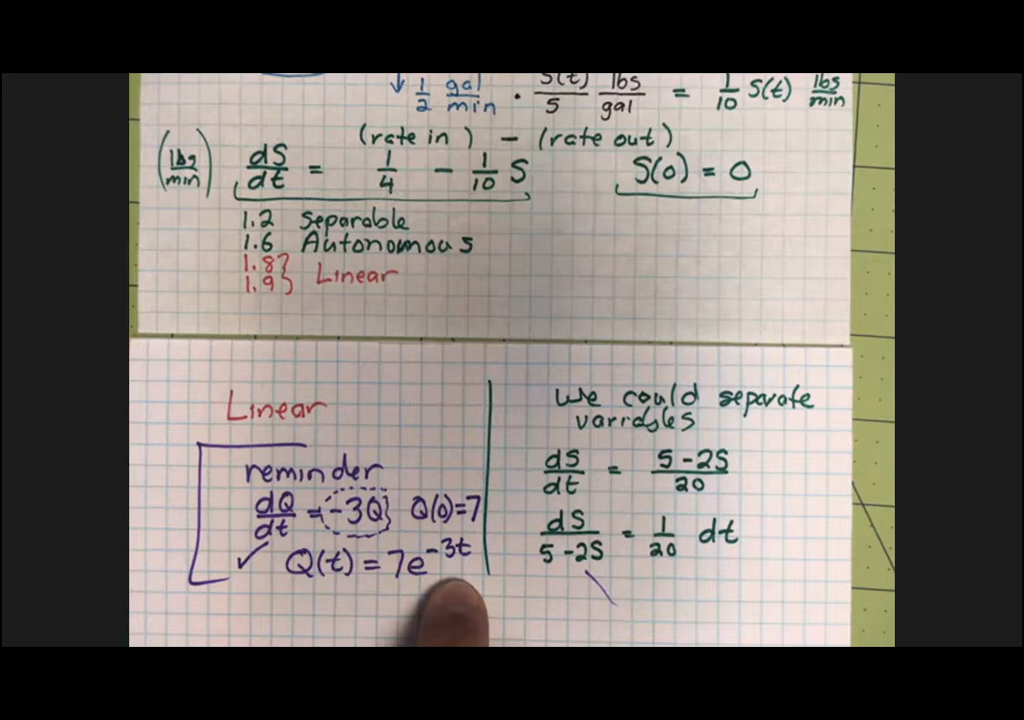 ↓ 1/2 gal/min · S(t)/5 lbs/gal = 1/10 S(t) lbs/min
(rate in) - (rate out)
(lbs/min) dS/dt = 1/4 - 1/10 S S(0) = 0
1.2 Separable
1.6 Autonomous
1.8}
1.9} Linear
Linear
reminder
dQ/dt = -3Q} Q(0)=7
✓ Q(t) = 7e^-3t
We could separate
variables
dS/dt = 5-2S/20
dS/5-2S = 1/20 dt